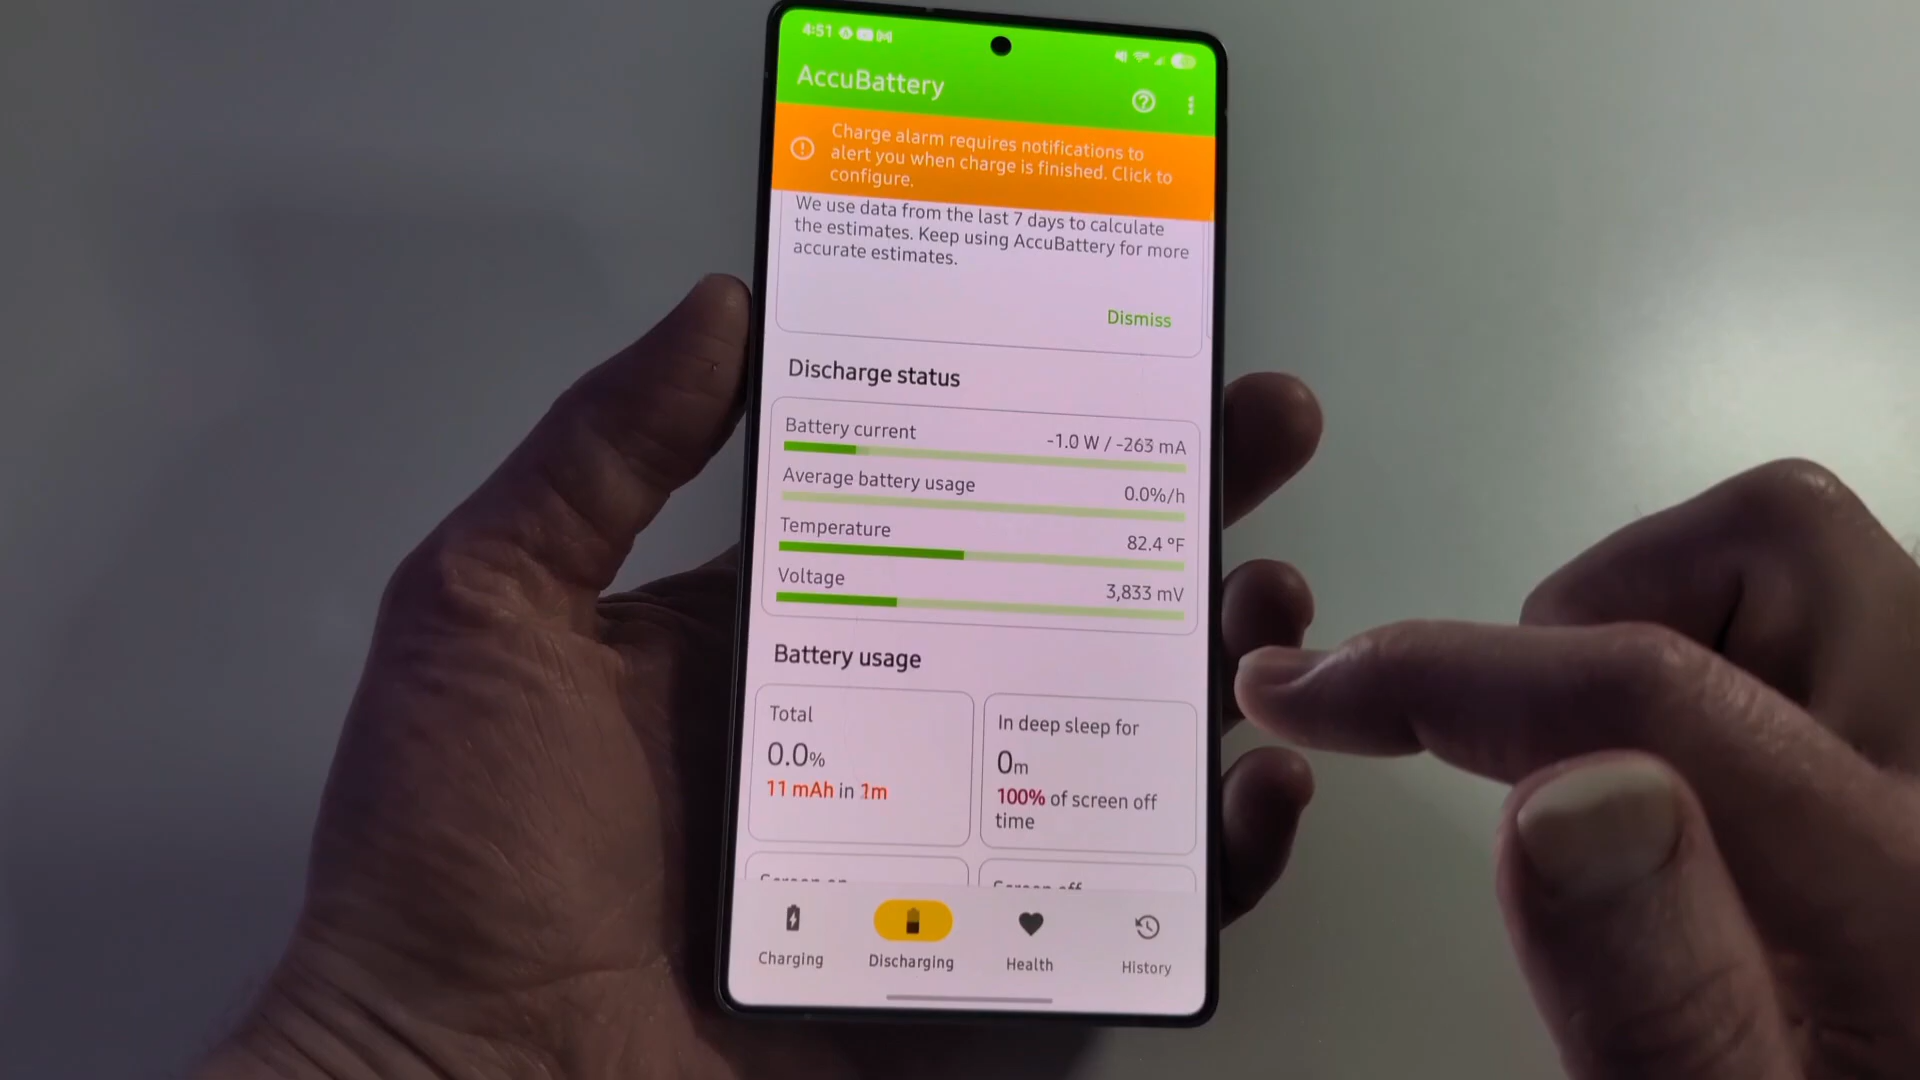 4:51
AccuBattery
Charge alarm requires notifications to
alert you when charge is finished. Click to
configure.
We use data from the last 7 days to calculate
the estimates. Keep using AccuBattery for more
accurate estimates.
Dismiss
Discharge status
Battery current -1.0 W / -263 mA
Average battery usage 0.0%/h
Temperature 82.4 °F
Voltage 3,833 mV
Battery usage
Total
0.0%
11 mAh in 1m
In deep sleep for
0m
100% of screen off
time
Charging
Discharging
Health
History